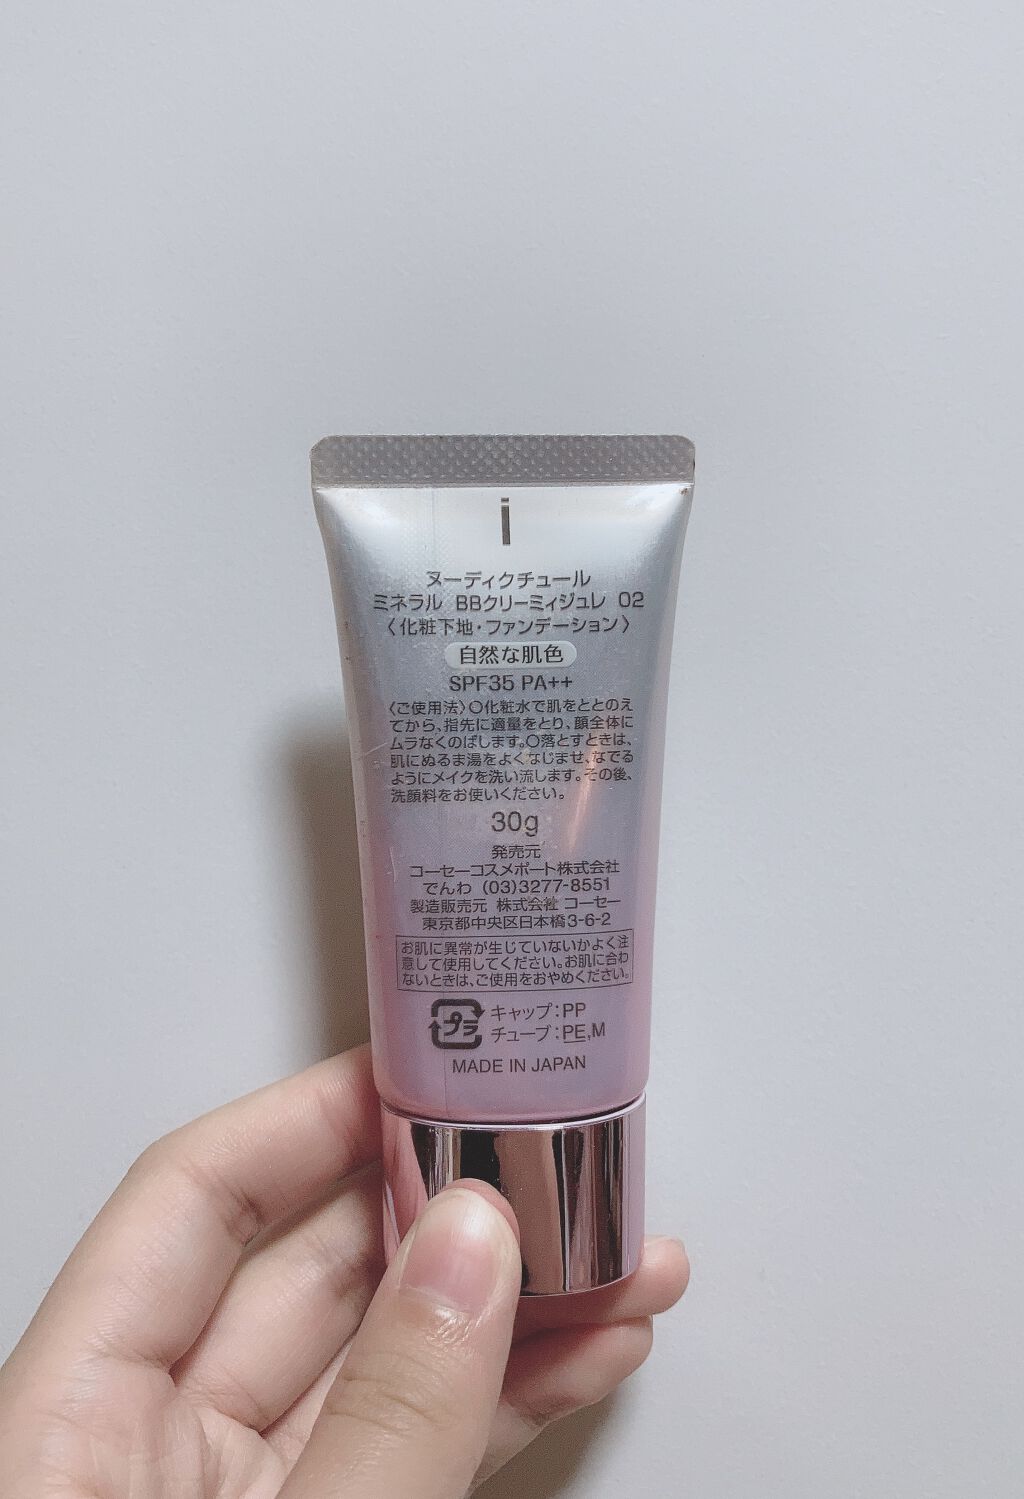 i
ヌーディクチュール
ミネラル BBクリーミィジュレ 02
〈化粧下地・ファンデーション〉
自然な肌色
SPF35 PA++
〈ご使用法〉○化粧水で肌をととのえ
てから、指先に適量をとり、顔全体に
ムラなくのばします。○落とすときは、
肌にぬるま湯をよくなじませ、なでる
ようにメイクを洗い流します。その後、
洗顔料をお使いください。
30g
発売元
コーセーコスメポート株式会社
でんわ (03)3277-8551
製造販売元 株式会社 コーセー
東京都中央区日本橋3-6-2
お肌に異常が生じていないかよく注
意して使用してください。お肌に合わ
ないときは、ご使用をおやめください。
プラ
キャップ：PP
チューブ：PE,M
MADE IN JAPAN